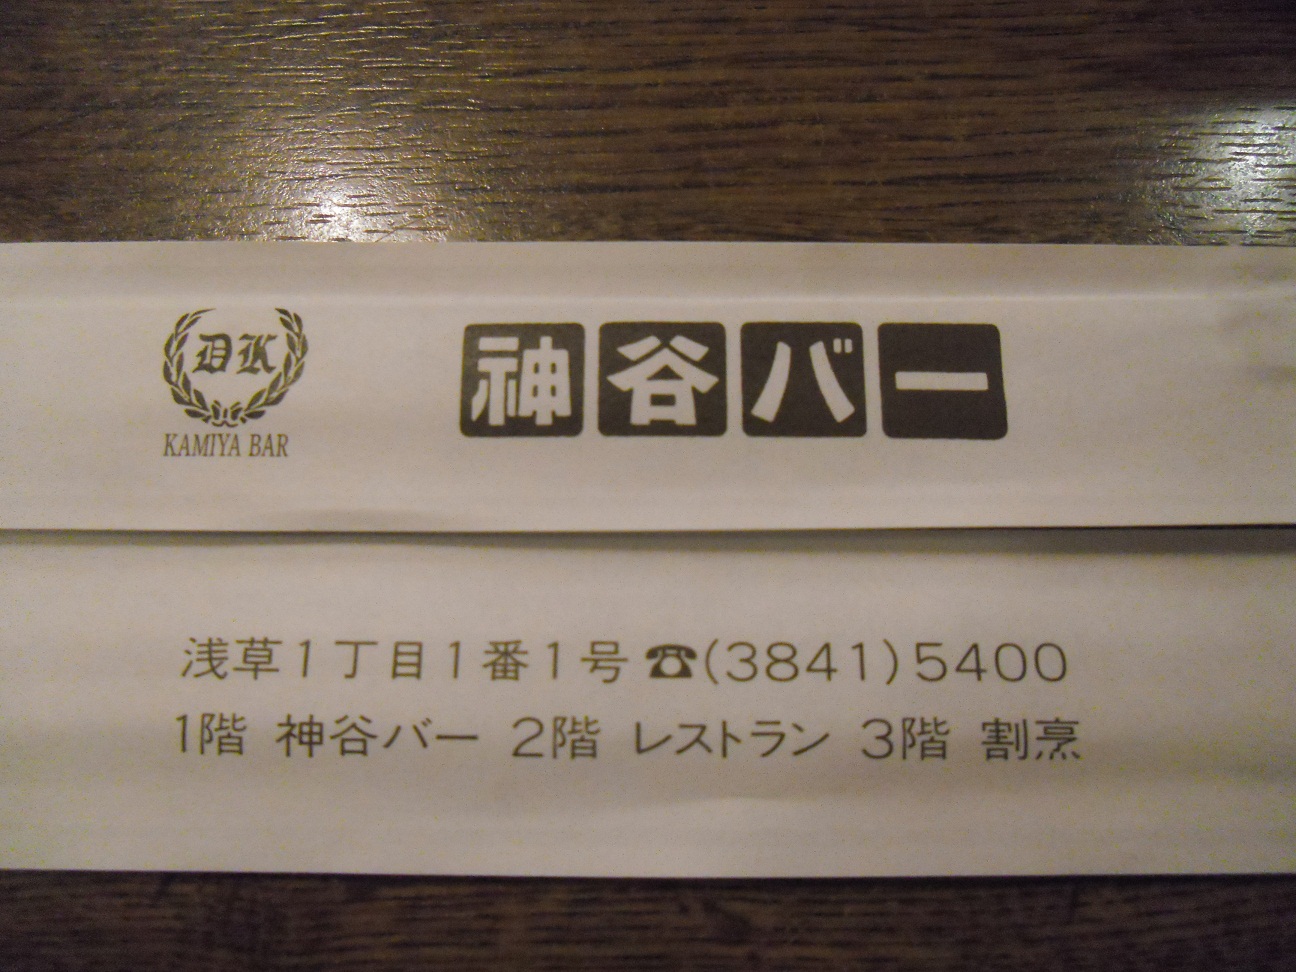 DK
KAMIYA BAR
神谷バー
浅草1丁目1番1号☎(3841)5400
1階 神谷バー 2階 レストラン 3階 割烹